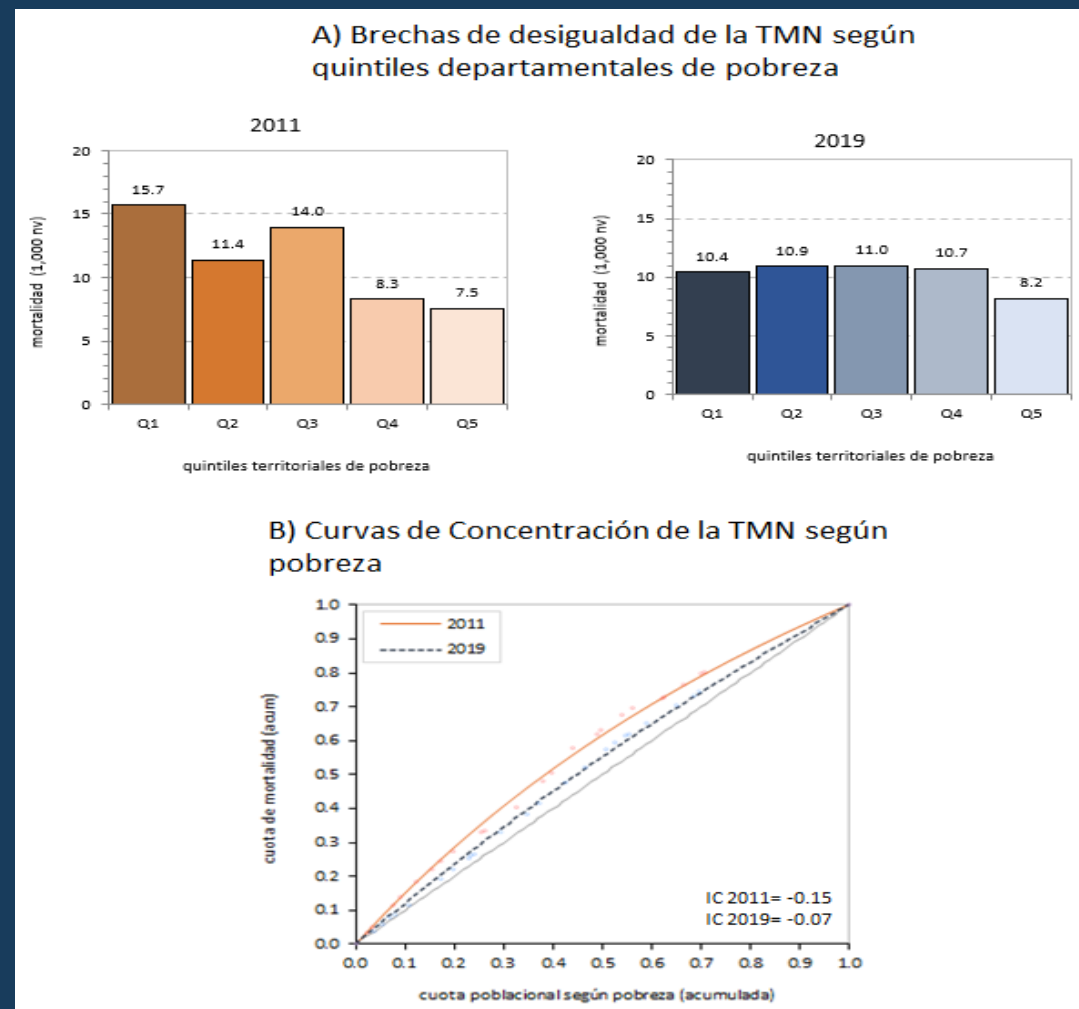 A) Brechas de desigualdad de la TMN según
quintiles departamentales de pobreza
2011
mortalidad (1,000 nv)
20
15
10
5
0
15.7
11.4
14.0
8.3
7.5
Q1 Q2 Q3 Q4 Q5
quintiles territoriales de pobreza
2019
mortalidad (1,000 nv)
20
15
10
5
0
10.4
10.9
11.0
10.7
8.2
Q1 Q2 Q3 Q4 Q5
quintiles territoriales de pobreza
B) Curvas de Concentración de la TMN según
pobreza
cuota de mortalidad (acum)
1.0
0.9
0.8
0.7
0.6
0.5
0.4
0.3
0.2
0.1
0.0
2011
2019
IC 2011= -0.15
IC 2019= -0.07
0.0 0.1 0.2 0.3 0.4 0.5 0.6 0.7 0.8 0.9 1.0
cuota poblacional según pobreza (acumulada)